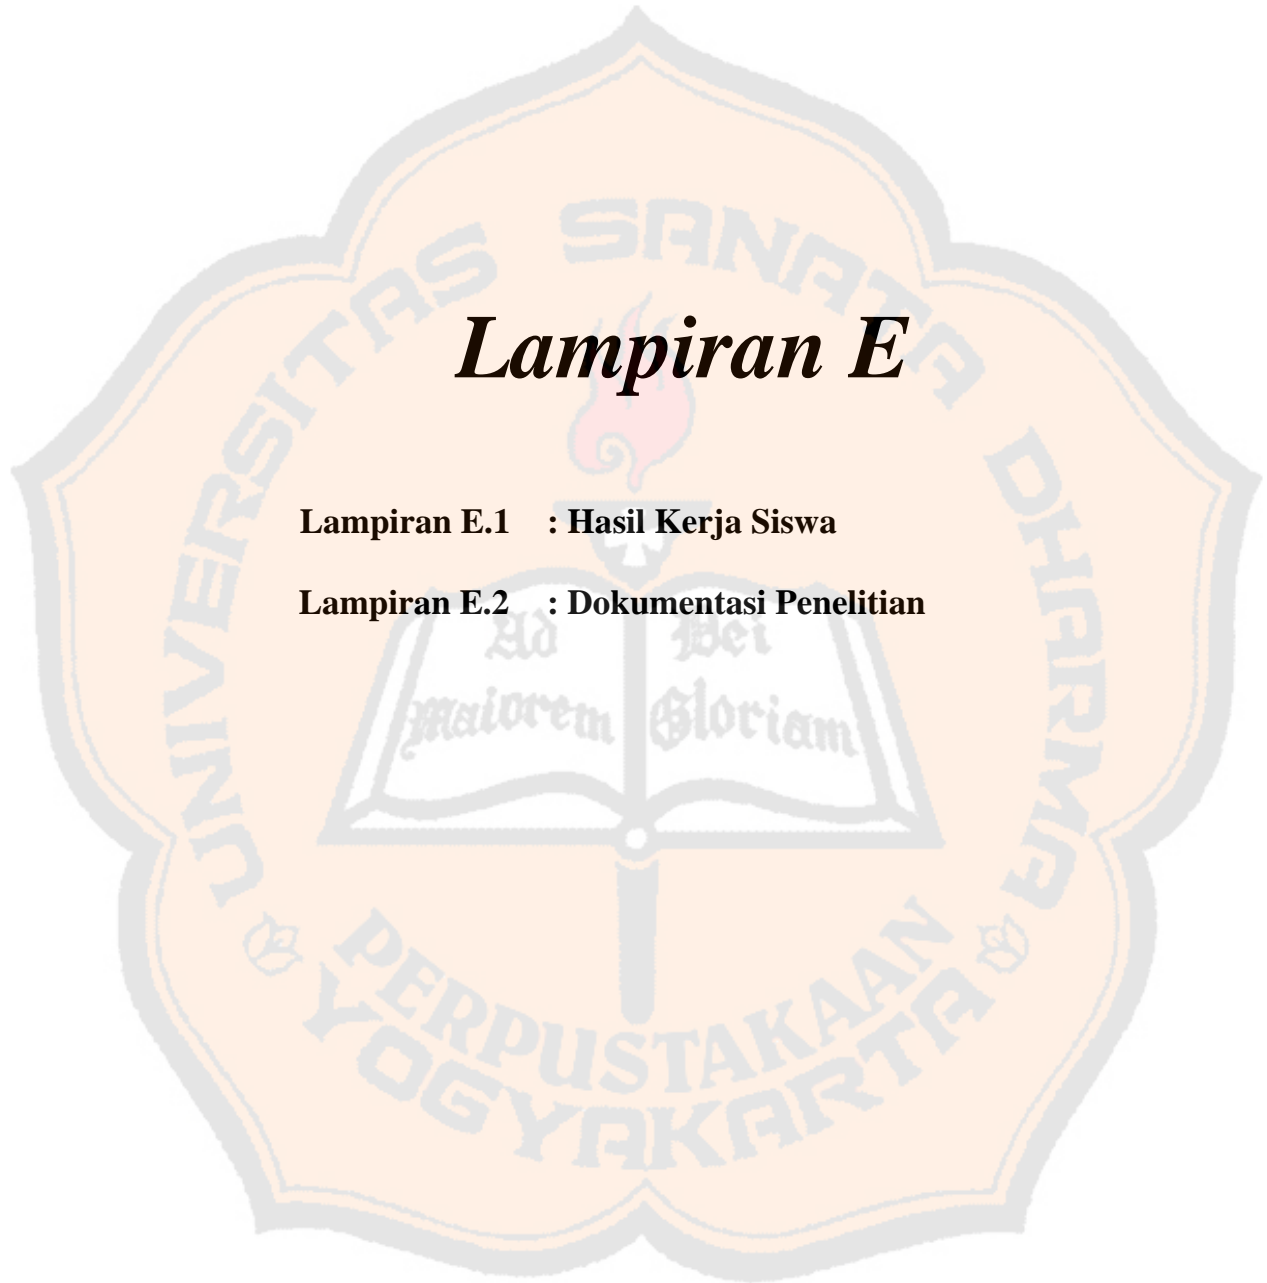 UNIVERSITAS SANATA DHARMA
Lampiran E
Lampiran E.1 : Hasil Kerja Siswa
Lampiran E.2 : Dokumentasi Penelitian
Ad
Maiorem
Dei
Gloriam
PERPUSTAKAAN
YOGYAKARTA